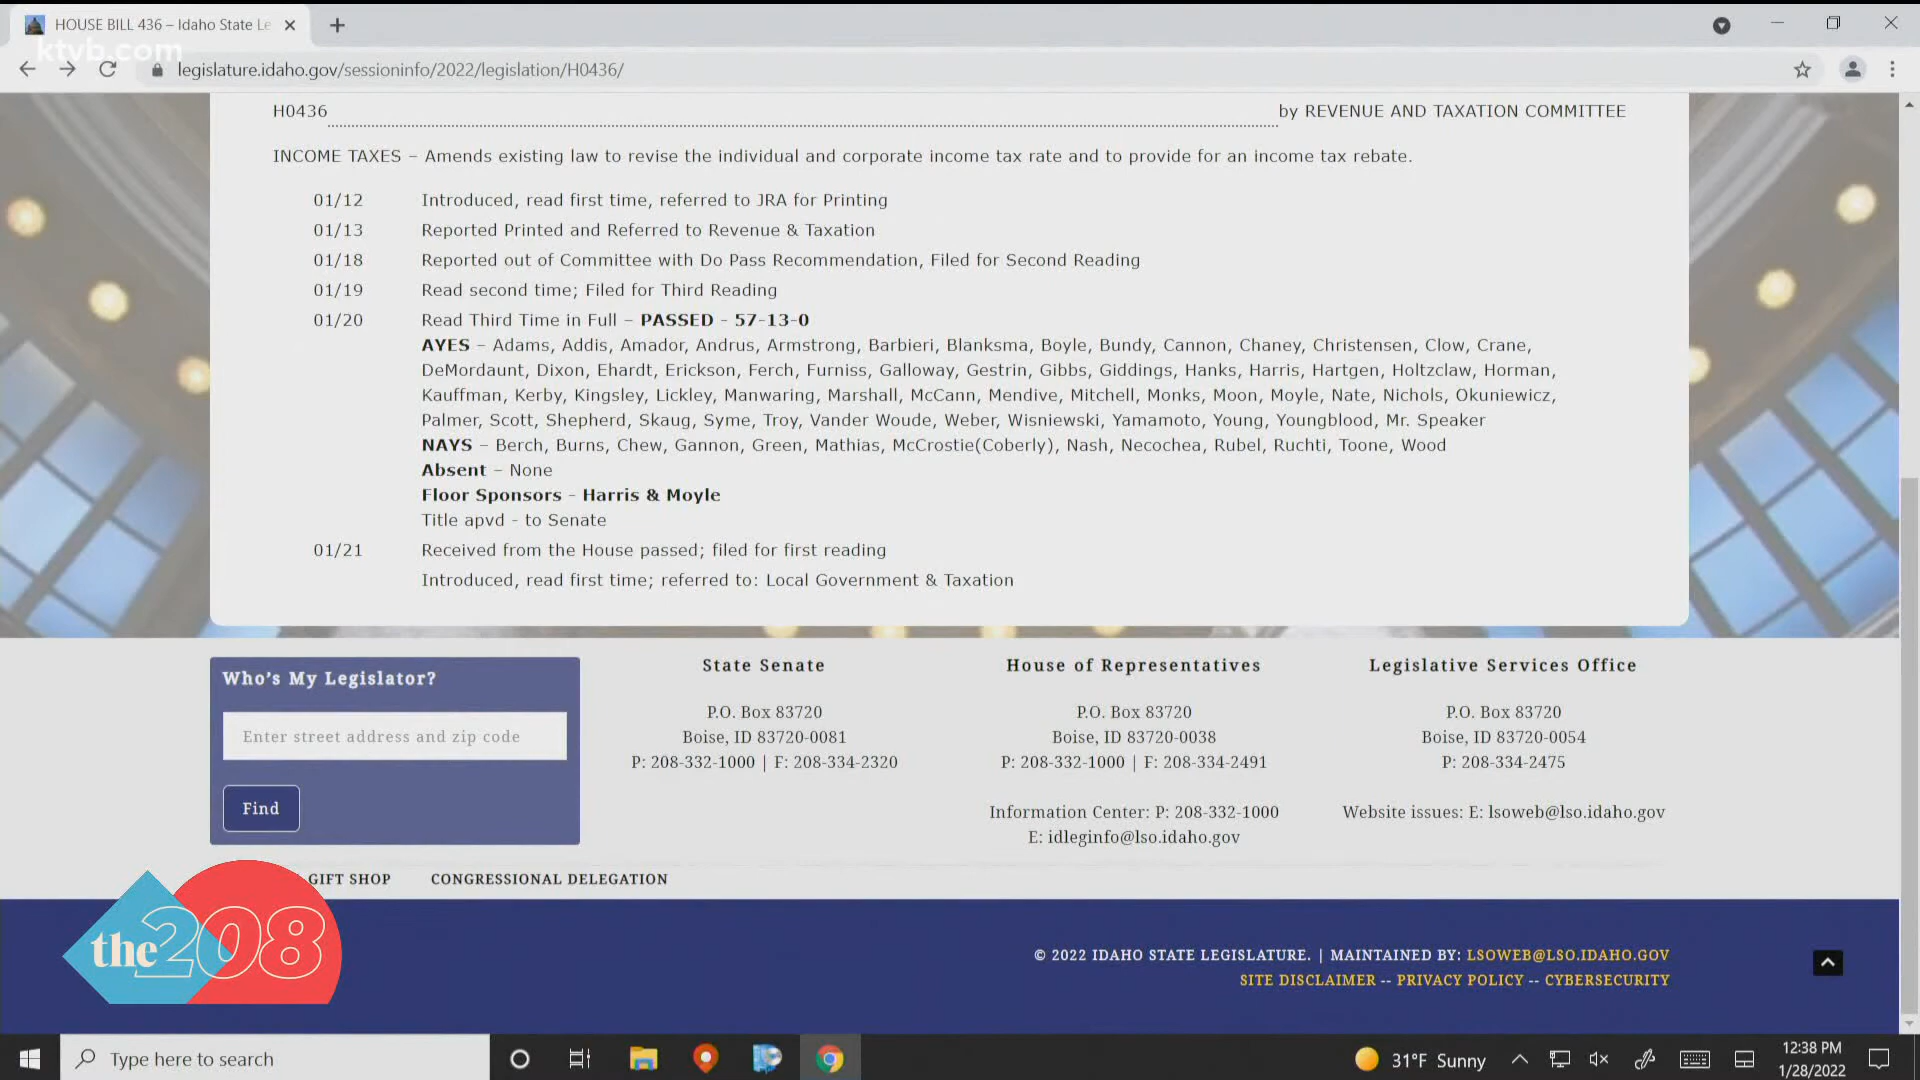 HOUSE BILL 436 – Idaho State Le
ktvb.com
legislature.idaho.gov/sessioninfo/2022/legislation/H0436/
H0436 by REVENUE AND TAXATION COMMITTEE
INCOME TAXES – Amends existing law to revise the individual and corporate income tax rate and to provide for an income tax rebate.
01/12 Introduced, read first time, referred to JRA for Printing
01/13 Reported Printed and Referred to Revenue & Taxation
01/18 Reported out of Committee with Do Pass Recommendation, Filed for Second Reading
01/19 Read second time; Filed for Third Reading
01/20 Read Third Time in Full – PASSED - 57-13-0
AYES – Adams, Addis, Amador, Andrus, Armstrong, Barbieri, Blanksma, Boyle, Bundy, Cannon, Chaney, Christensen, Clow, Crane,
DeMordaunt, Dixon, Ehardt, Erickson, Ferch, Furniss, Galloway, Gestrin, Gibbs, Giddings, Hanks, Harris, Hartgen, Holtzclaw, Horman,
Kauffman, Kerby, Kingsley, Lickley, Manwaring, Marshall, McCann, Mendive, Mitchell, Monks, Moon, Moyle, Nate, Nichols, Okuniewicz,
Palmer, Scott, Shepherd, Skaug, Syme, Troy, Vander Woude, Weber, Wisniewski, Yamamoto, Young, Youngblood, Mr. Speaker
NAYS – Berch, Burns, Chew, Gannon, Green, Mathias, McCrostie(Coberly), Nash, Necochea, Rubel, Ruchti, Toone, Wood
Absent – None
Floor Sponsors - Harris & Moyle
Title apvd - to Senate
01/21 Received from the House passed; filed for first reading
Introduced, read first time; referred to: Local Government & Taxation
Who's My Legislator?
Enter street address and zip code
Find
State Senate
P.O. Box 83720
Boise, ID 83720-0081
P: 208-332-1000 | F: 208-334-2320
House of Representatives
P.O. Box 83720
Boise, ID 83720-0038
P: 208-332-1000 | F: 208-334-2491
Information Center: P: 208-332-1000
E: idleginfo@lso.idaho.gov
Legislative Services Office
P.O. Box 83720
Boise, ID 83720-0054
P: 208-334-2475
Website issues: E: lsoweb@lso.idaho.gov
GIFT SHOP CONGRESSIONAL DELEGATION
the 208
© 2022 IDAHO STATE LEGISLATURE. | MAINTAINED BY: LSOWEB@LSO.IDAHO.GOV
SITE DISCLAIMER -- PRIVACY POLICY -- CYBERSECURITY
Type here to search
31°F Sunny
12:38 PM
1/28/2022